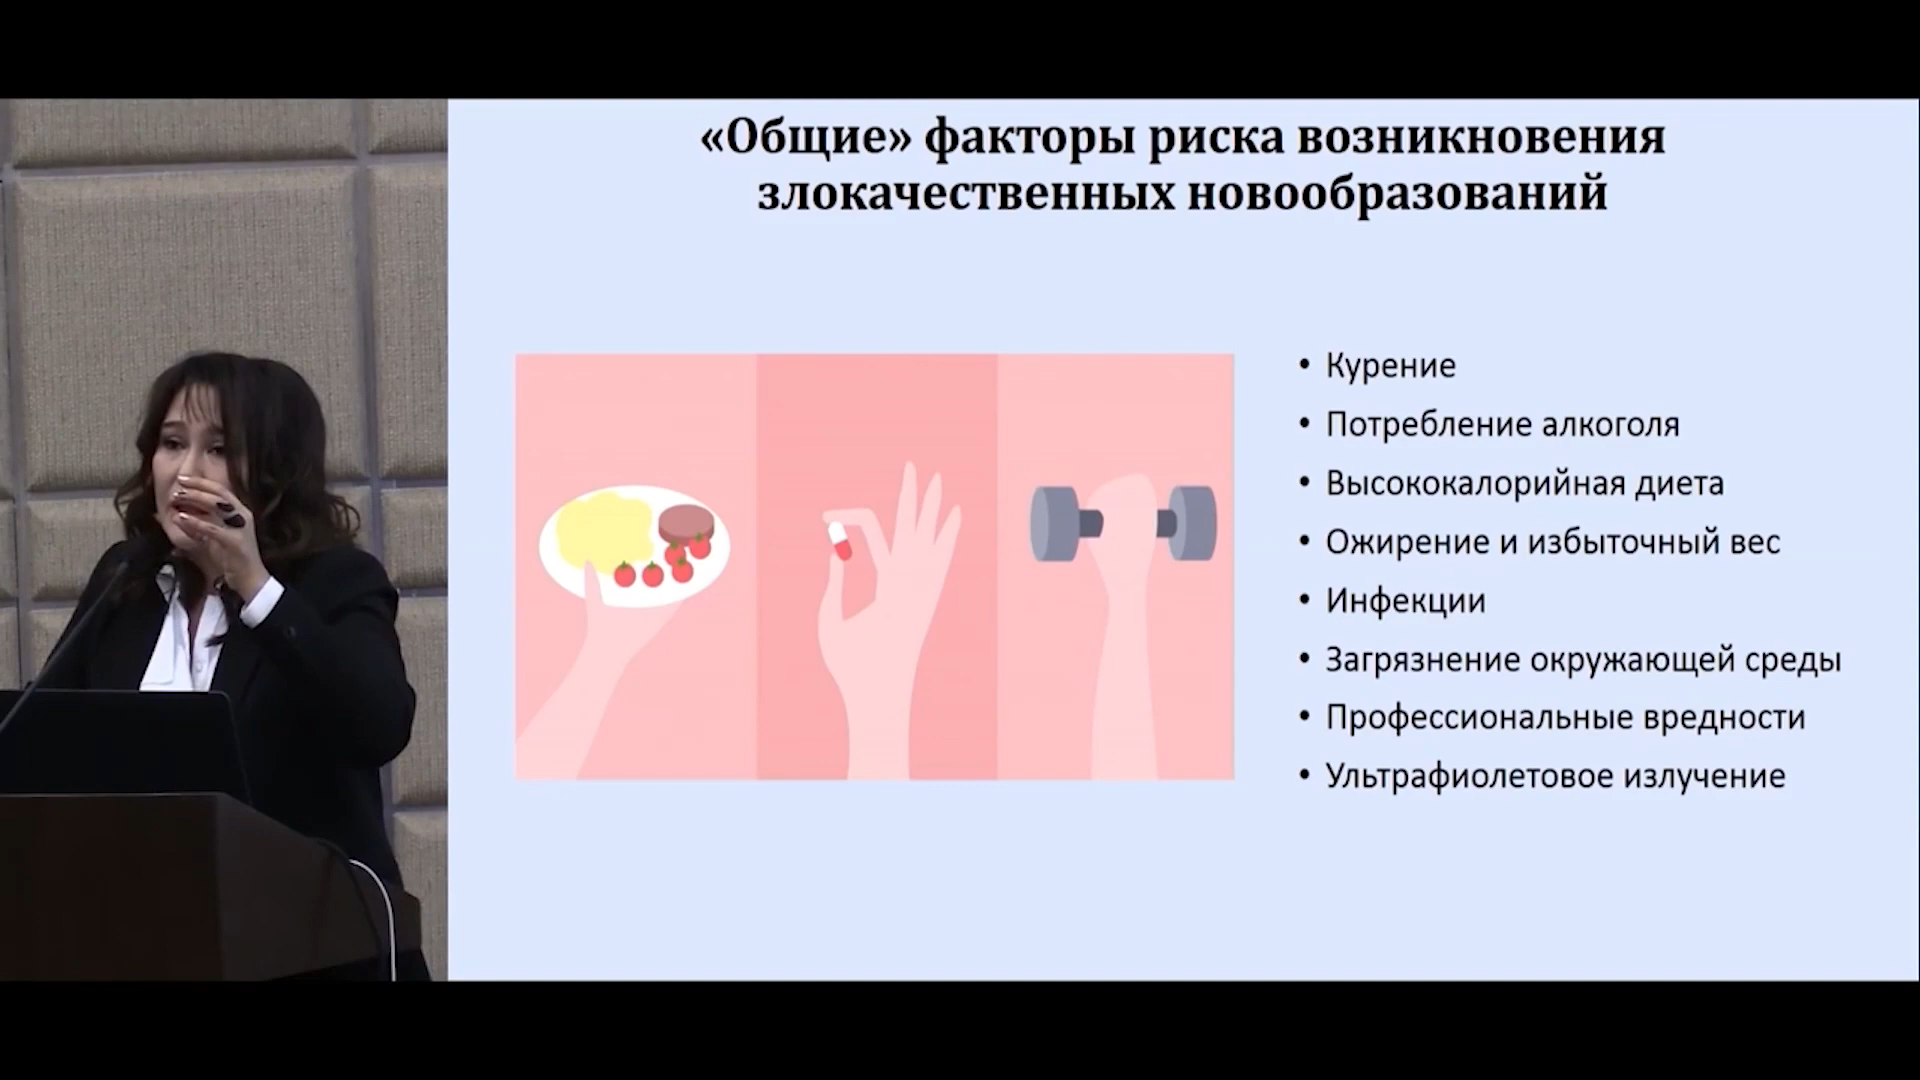 «Общие» факторы риска возникновения
злокачественных новообразований
• Курение
• Потребление алкоголя
• Высококалорийная диета
• Ожирение и избыточный вес
• Инфекции
• Загрязнение окружающей среды
• Профессиональные вредности
• Ультрафиолетовое излучение